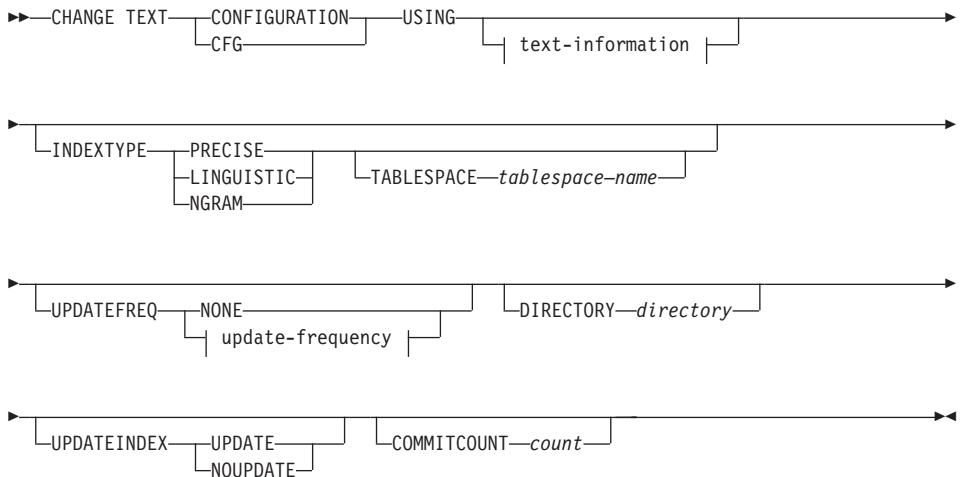 CHANGE TEXT CONFIGURATION USING
CFG text-information
INDEXTYPE PRECISE
LINGUISTIC TABLESPACE tablespace–name
NGRAM
UPDATEFREQ NONE DIRECTORY directory
update-frequency
UPDATEINDEX UPDATE COMMITCOUNT count
NOUPDATE